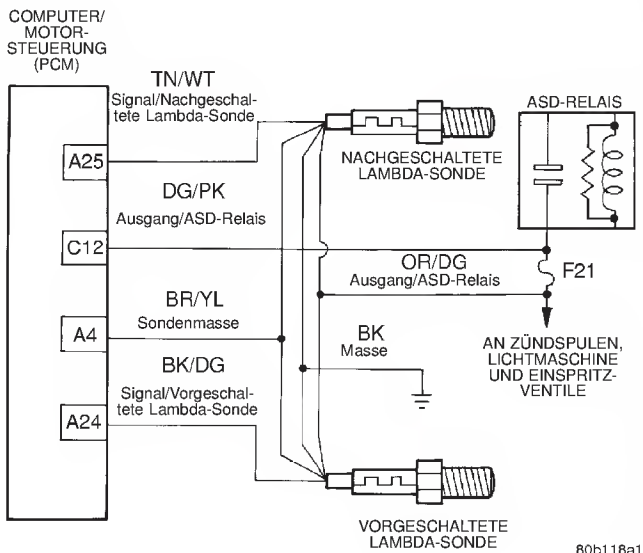 COMPUTER/
MOTOR-
STEUERUNG
(PCM)
TN/WT
Signal/Nachgeschal-
tete Lambda-Sonde
A25
NACHGESCHALTETE
LAMBDA-SONDE
ASD-RELAIS
DG/PK
Ausgang/ASD-Relais
C12
OR/DG
Ausgang/ASD-Relais
F21
BR/YL
Sondenmasse
A4
BK
Masse
AN ZÜNDSPULEN,
LICHTMASCHINE
UND EINSPRITZ-
VENTILE
BK/DG
Signal/Vorgeschal-
tete Lambda-Sonde
A24
VORGESCHALTETE
LAMBDA-SONDE
80b118a1